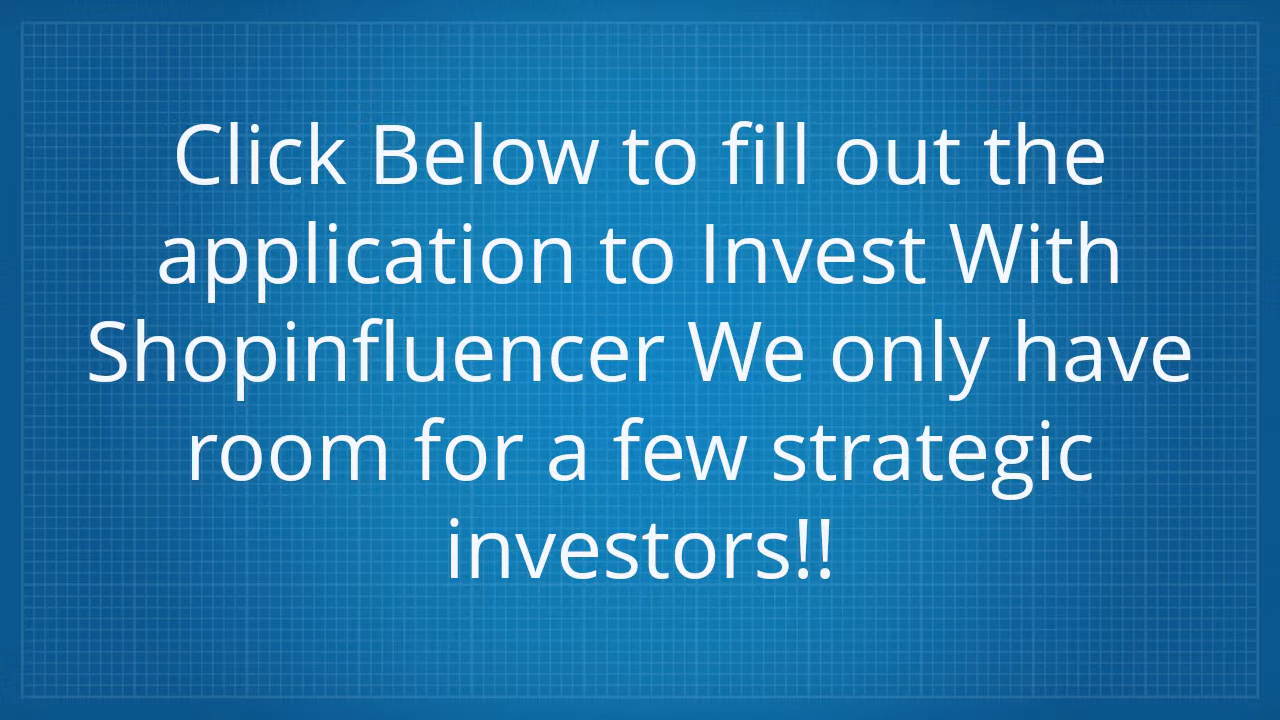 Click Below to fill out the
application to Invest With
Shopinfluencer We only have
room for a few strategic
investors!!